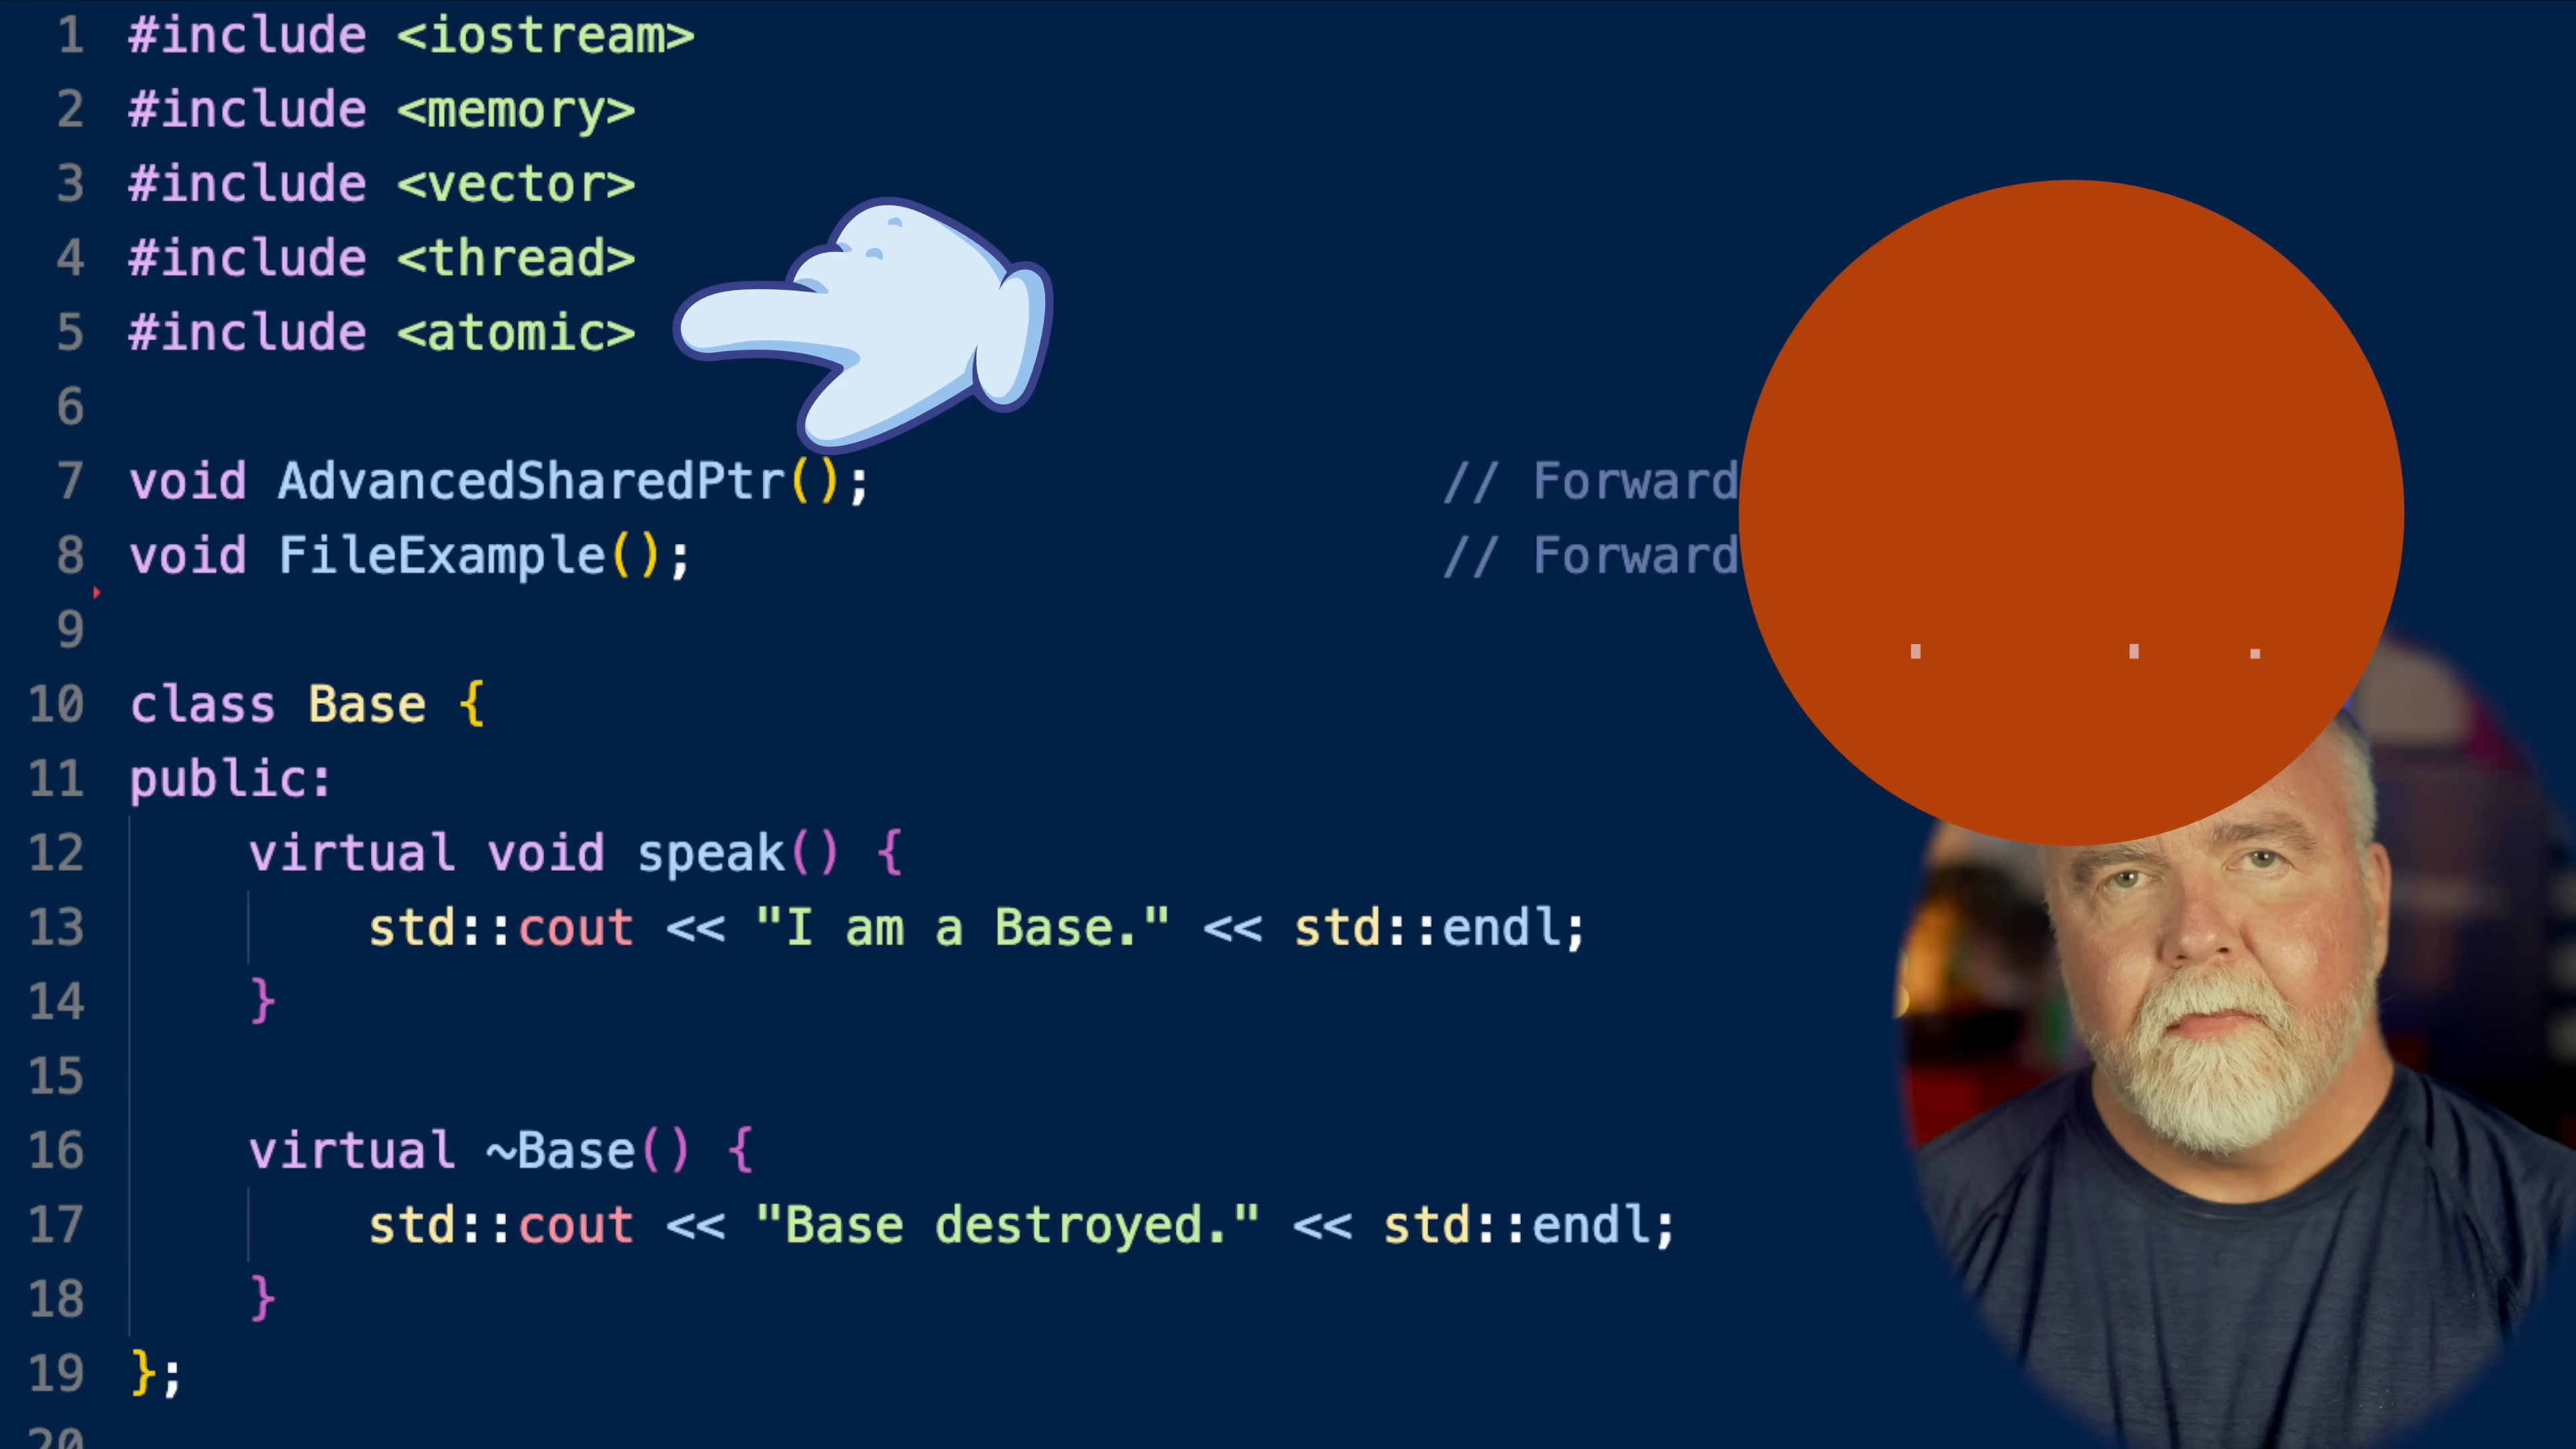 1 #include <iostream>
2 #include <memory>
3 #include <vector>
4 #include <thread>
5 #include <atomic>
6
7 void AdvancedSharedPtr(); // Forward
8 void FileExample(); // Forward
9
10 class Base {
11 public:
12 virtual void speak() {
13 std::cout << "I am a Base." << std::endl;
14 }
15
16 virtual ~Base() {
17 std::cout << "Base destroyed." << std::endl;
18 }
19 };
20